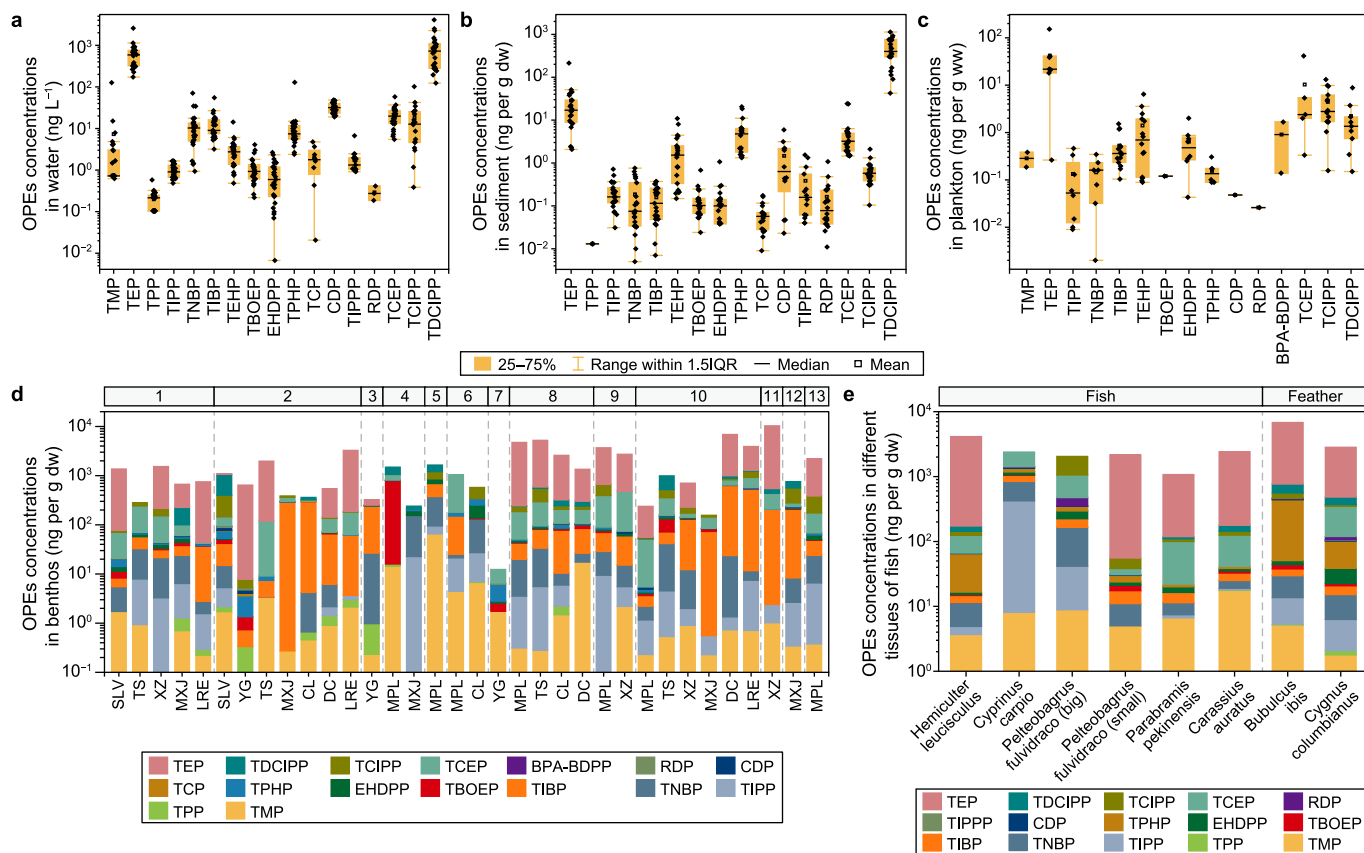 a
OPEs concentrations
in water (ng L⁻¹)
10⁴
10³
10²
10¹
10⁰
10⁻¹
10⁻²
TMP TEP TPP TIPP TNBP TIBP TEHP TBOEP EHDPP TPHP TCP CDP TIPPP RDP TCEP TCIPP TDCIPP
b
OPEs concentrations
in sediment (ng per g dw)
10³
10²
10¹
10⁰
10⁻¹
10⁻²
TEP TPP TIPP TNBP TIBP TEHP TBOEP EHDPP TPHP TCP CDP TIPPP RDP TCEP TCIPP TDCIPP
c
OPEs concentrations
in plankton (ng per g ww)
10²
10¹
10⁰
10⁻¹
10⁻²
TMP TEP TIPP TNBP TIBP TEHP TBOEP EHDPP TPHP CDP RDP BPA-BDPP TCEP TCIPP TDCIPP
25–75% Range within 1.5IQR Median Mean
d
1 2 3 4 5 6 7 8 9 10 11 12 13
OPEs concentrations
in benthos (ng per g dw)
10⁴
10³
10²
10¹
10⁰
10⁻¹
SLV TS XZ MXJ LRE SLV YG TS MXJ CL DC LRE YG MPL MXJ MPL MPL CL YG MPL TS CL DC MPL XZ MPL TS XZ MXJ DC LRE XZ MXJ MPL
TEP TDCIPP TCIPP TCEP BPA-BDPP RDP CDP
TCP TPHP EHDPP TBOEP TIBP TNBP TIPP
TPP TMP
e
Fish Feather
OPEs concentrations in different
tissues of fish (ng per g dw)
10⁴
10³
10²
10¹
10⁰
Hemiculter
leucisculus
Cyprinus
carpio
Pelteobagrus
fulvidraco (big)
Pelteobagrus
fulvidraco (small)
Parabramis
pekinensis
Carassius
auratus
Bubulcus
ibis
Cygnus
columbianus
TEP TDCIPP TCIPP TCEP RDP
TIPPP CDP TPHP EHDPP TBOEP
TIBP TNBP TIPP TPP TMP